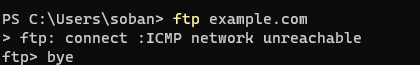 PS C:\Users\soban> ftp example.com
> ftp: connect :ICMP network unreachable
ftp> bye